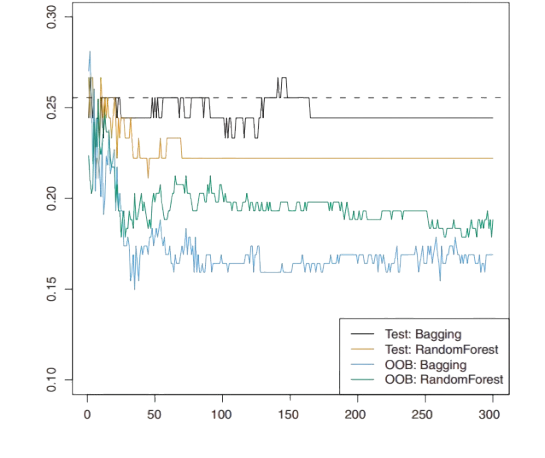 0.30
0.25
0.20
0.15
0.10
Test: Bagging
Test: RandomForest
OOB: Bagging
OOB: RandomForest
0 50 100 150 200 250 300